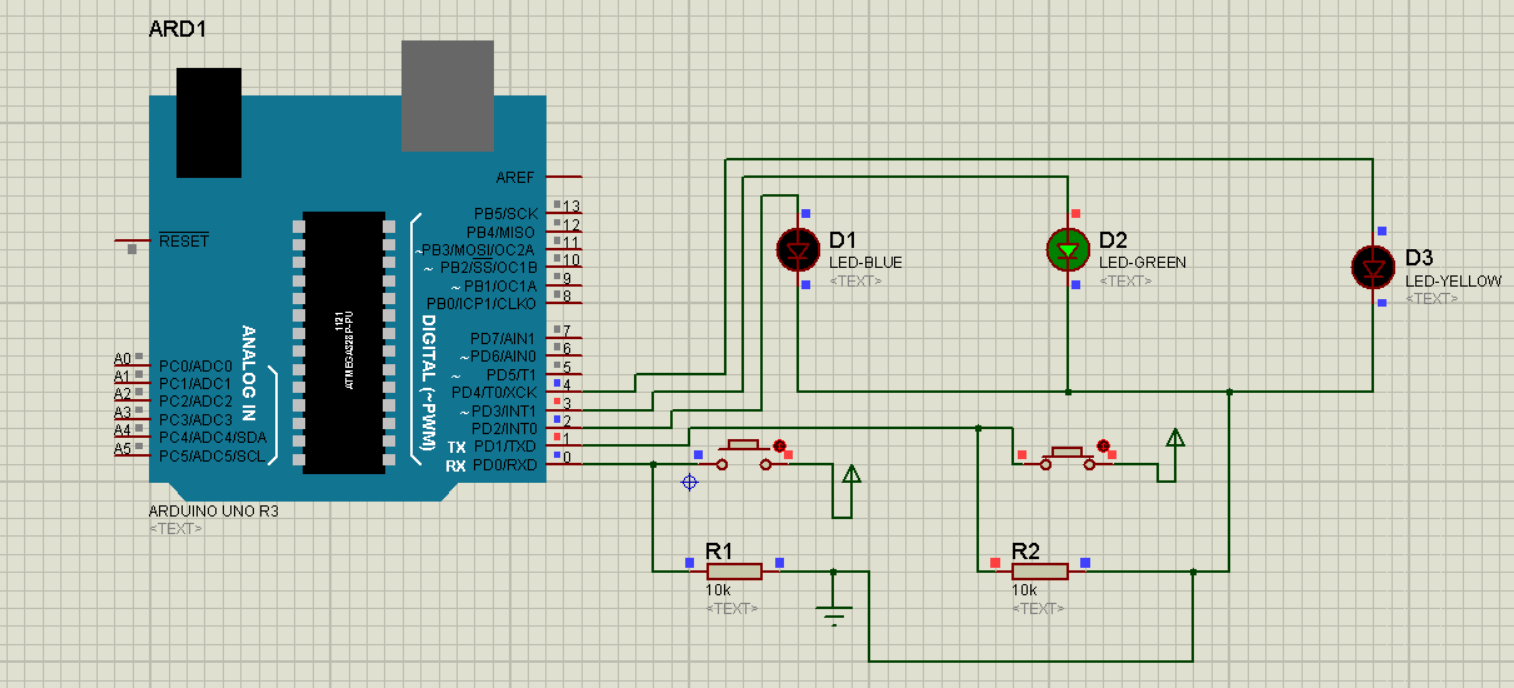 ARD1
AREF
PB5/SCK 13
PB4/MISO 12
~PB3/MOSI/OC2A 11
~ PB2/SS/OC1B 10
~ PB1/OC1A 9
PB0/ICP1/CLKO 8
RESET
PD7/AIN1 7
~ PD6/AIN0 6
~ PD5/T1 5
PD4/T0/XCK 4
~ PD3/INT1 3
PD2/INT0 2
TX PD1/TXD 1
RX PD0/RXD 0
DIGITAL (~PWM)
ANALOG IN
1121
ATMEGA328P-PU
A0 PC0/ADC0
A1 PC1/ADC1
A2 PC2/ADC2
A3 PC3/ADC3
A4 PC4/ADC4/SDA
A5 PC5/ADC5/SCL
ARDUINO UNO R3
<TEXT>
D1
LED-BLUE
<TEXT>
D2
LED-GREEN
<TEXT>
D3
LED-YELLOW
<TEXT>
R1
10k
<TEXT>
R2
10k
<TEXT>